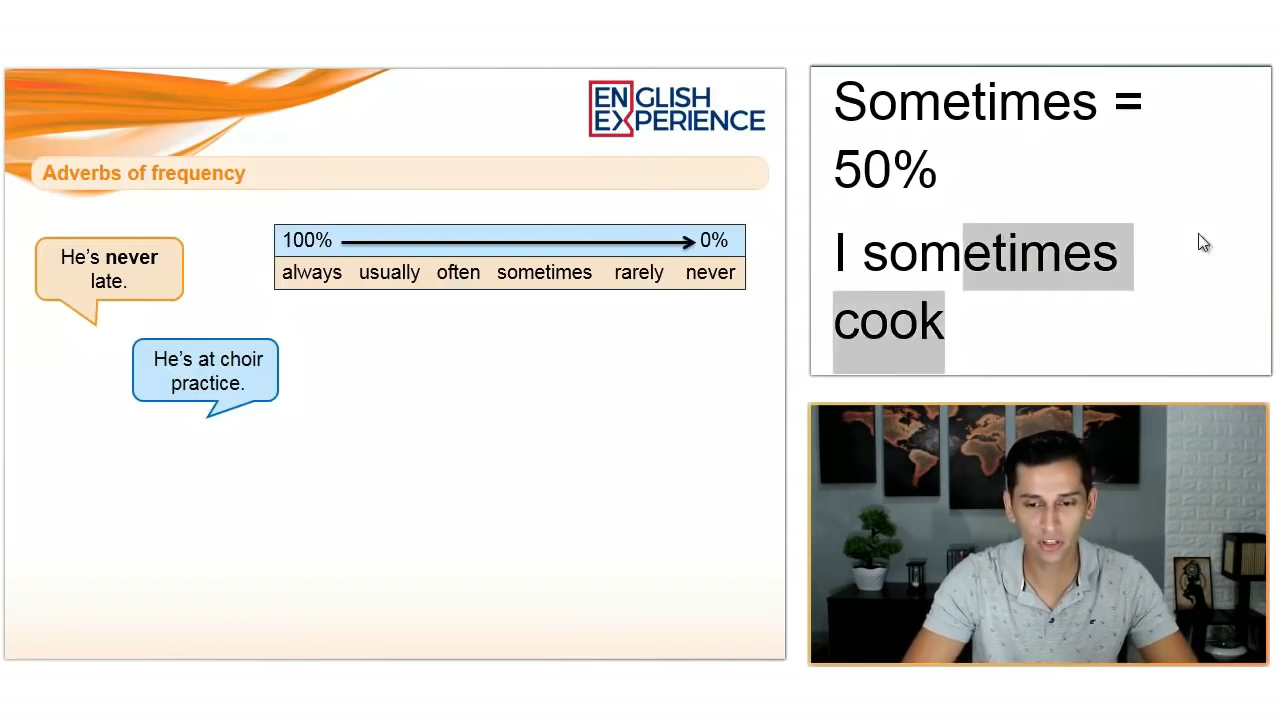 ENGLISH
EXPERIENCE
Adverbs of frequency
He's never
late.
100% 0%
always usually often sometimes rarely never
He's at choir
practice.
Sometimes =
50%
I sometimes
cook